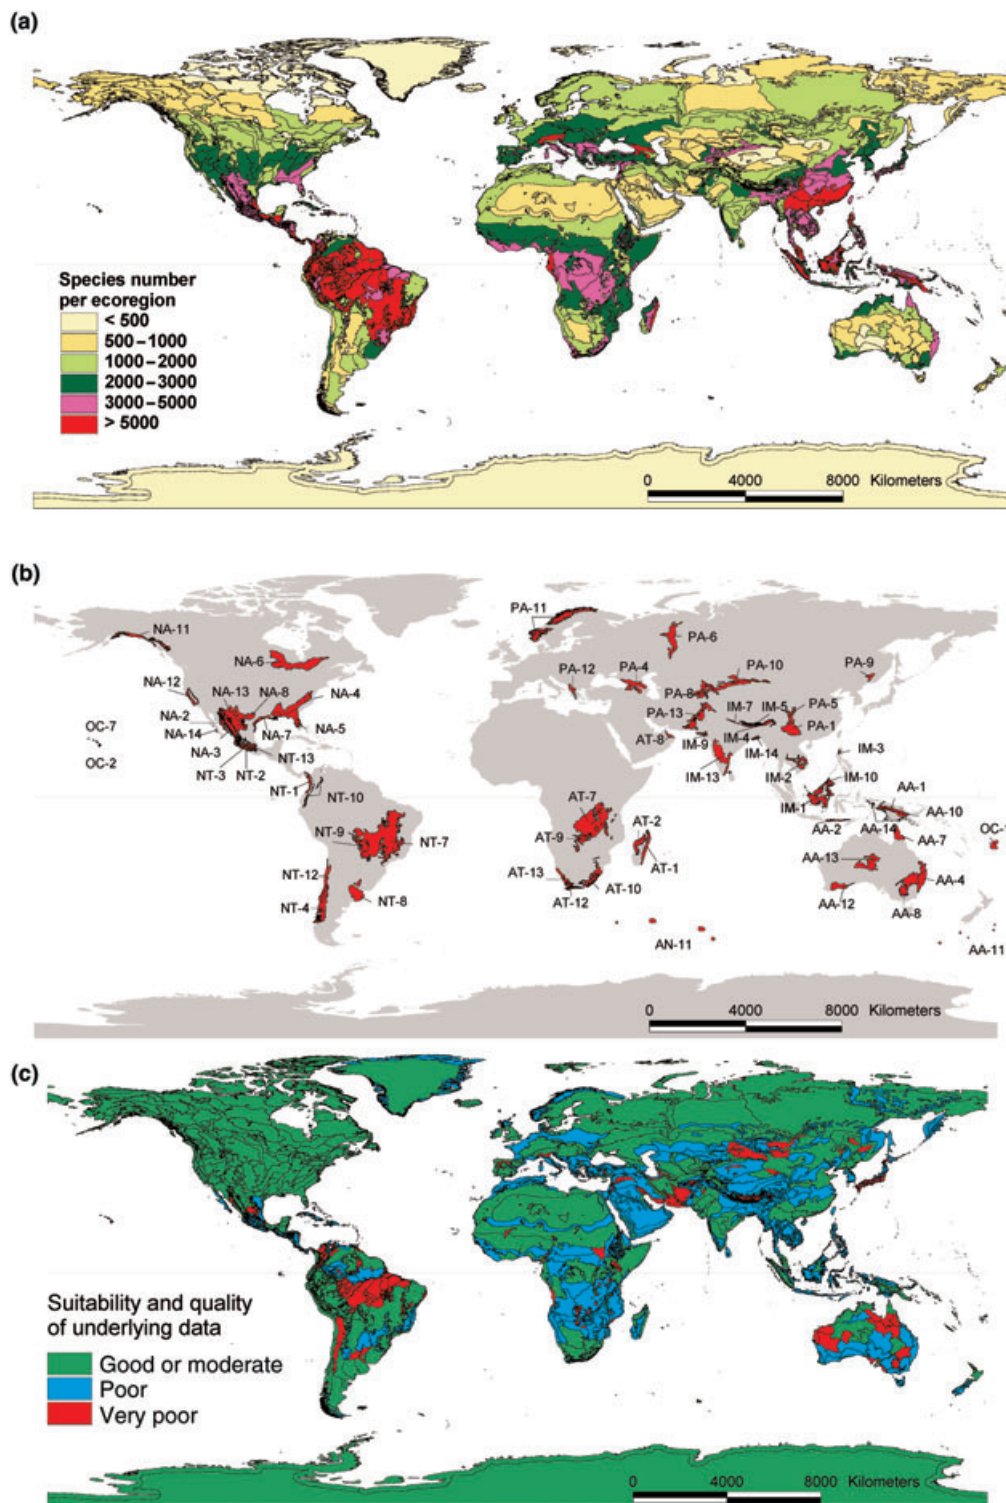 (a)
Species number
per ecoregion
< 500
500–1000
1000–2000
2000–3000
3000–5000
> 5000
0 4000 8000 Kilometers
(b)
PA-11
NA-11
PA-6
NA-6
PA-12
PA-4
PA-10
PA-9
NA-12
NA-13
NA-8
NA-4
PA-8
IM-7
IM-5
PA-5
OC-7
NA-2
PA-13
PA-1
NA-14
NA-7
NA-5
AT-8
IM-9
IM-4
IM-14
IM-3
OC-2
NA-3
NT-13
NT-3
NT-2
IM-13
IM-2
IM-10
NT-1
NT-10
AA-1
AT-7
IM-1
AA-10
NT-9
AT-2
AA-2
AA-14
OC-
NT-7
AT-9
AA-7
AT-1
AA-13
NT-12
AT-13
AT-10
AA-4
NT-8
AT-12
AA-12
NT-4
AA-8
AN-11
AA-11
0 4000 8000 Kilometers
(c)
Suitability and quality
of underlying data
Good or moderate
Poor
Very poor
0 4000 8000 Kilometers